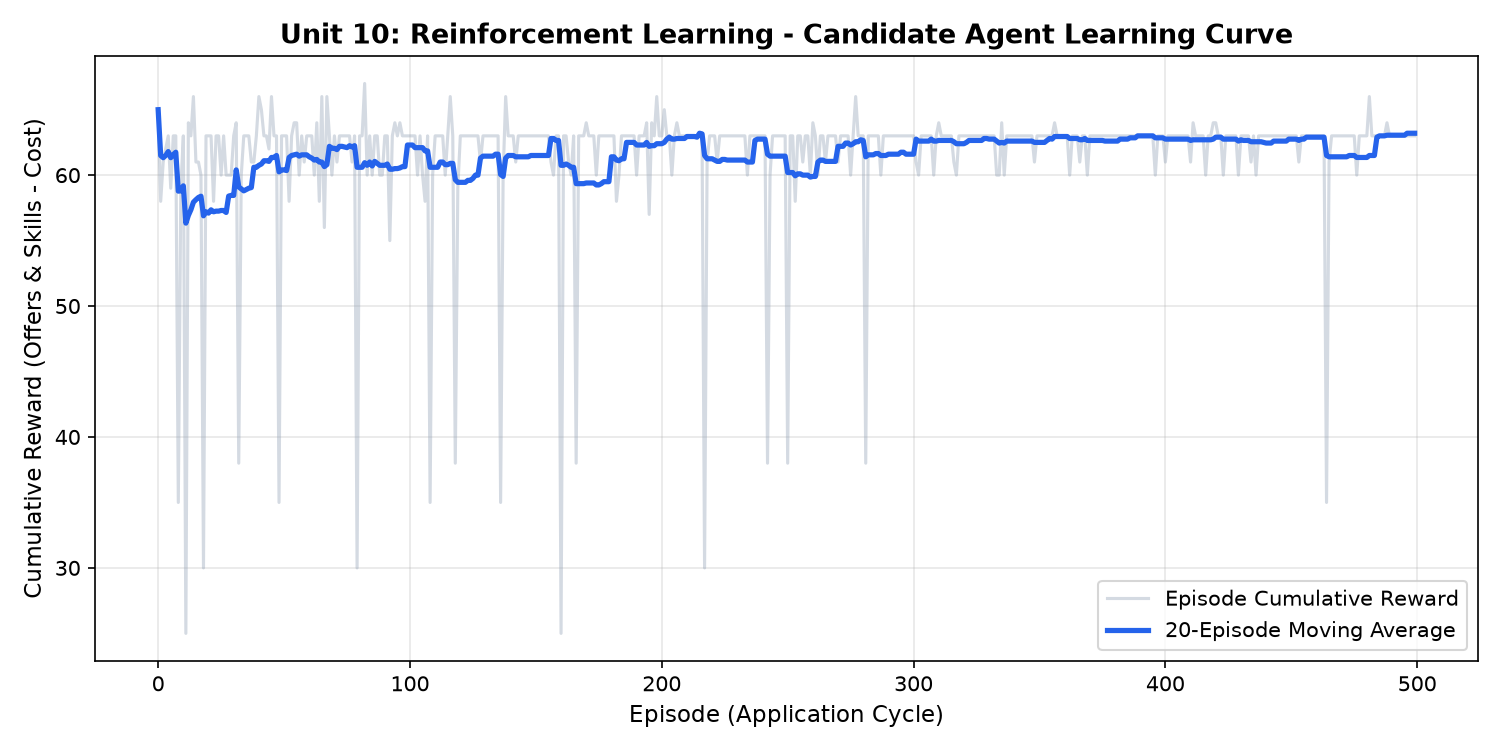 Unit 10: Reinforcement Learning - Candidate Agent Learning Curve
Cumulative Reward (Offers & Skills - Cost)
60
50
40
30
Episode Cumulative Reward
20-Episode Moving Average
0 100 200 300 400 500
Episode (Application Cycle)